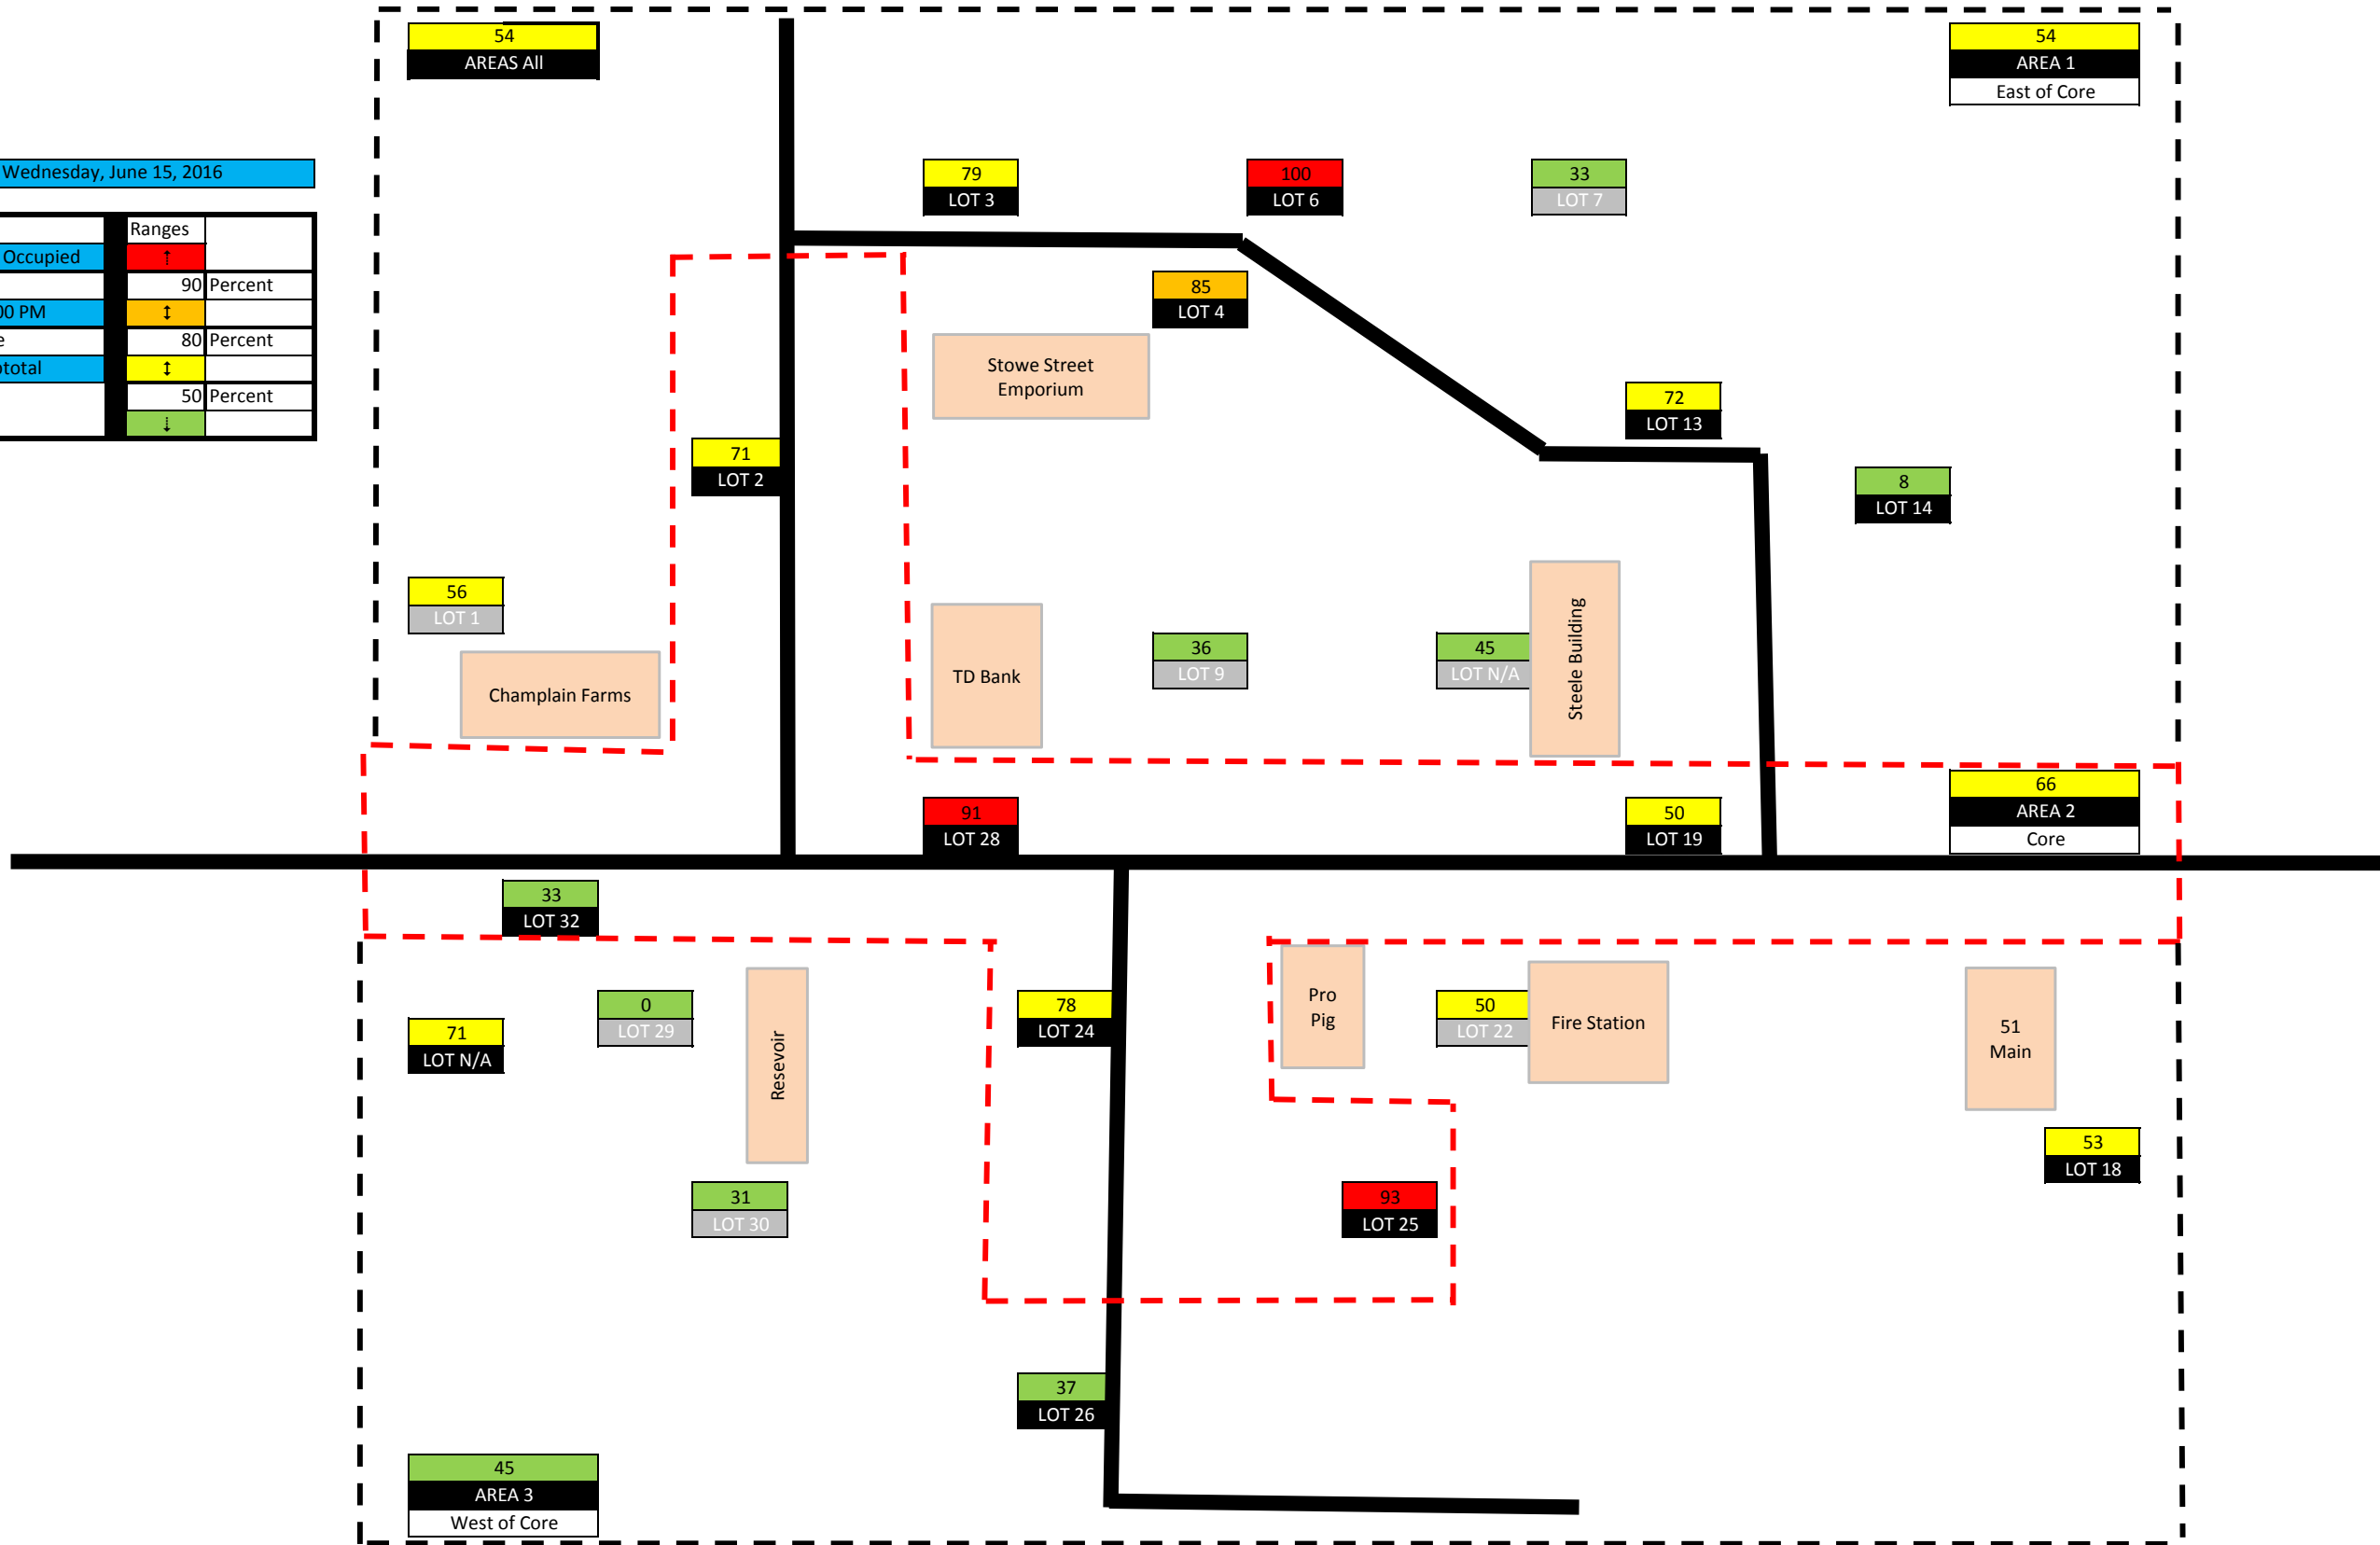 54
AREAS All
54
AREA 1
East of Core
Wednesday, June 15, 2016
Ranges
Occupied ↑
90 Percent
↕
80 Percent
↕
50 Percent
↓
79
LOT 3
100
LOT 6
33
LOT 7
85
LOT 4
Stowe Street
Emporium
72
LOT 13
71
LOT 2
8
LOT 14
56
LOT 1
Champlain Farms
TD Bank
36
LOT 9
45
LOT N/A
Steele Building
91
LOT 28
50
LOT 19
66
AREA 2
Core
33
LOT 32
71
LOT N/A
0
LOT 29
Resevoir
78
LOT 24
Pro
Pig
50
LOT 22
Fire Station
51
Main
53
LOT 18
31
LOT 30
93
LOT 25
37
LOT 26
45
AREA 3
West of Core